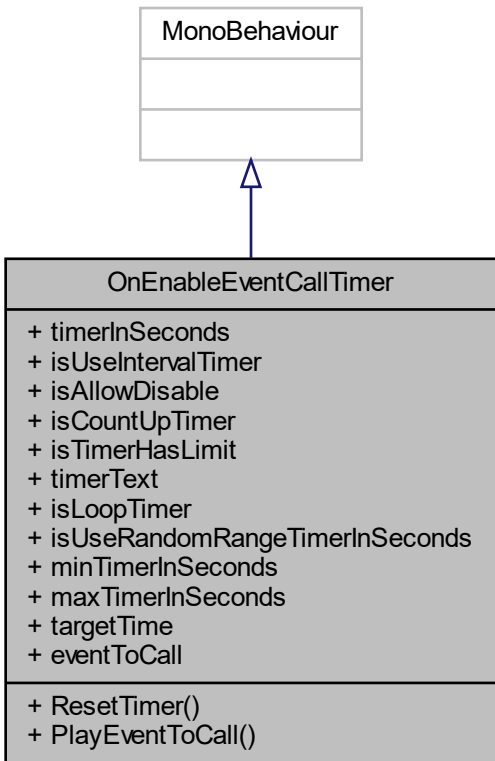 MonoBehaviour
OnEnableEventCallTimer
+ timerInSeconds
+ isUseIntervalTimer
+ isAllowDisable
+ isCountUpTimer
+ isTimerHasLimit
+ timerText
+ isLoopTimer
+ isUseRandomRangeTimerInSeconds
+ minTimerInSeconds
+ maxTimerInSeconds
+ targetTime
+ eventToCall
+ ResetTimer()
+ PlayEventToCall()